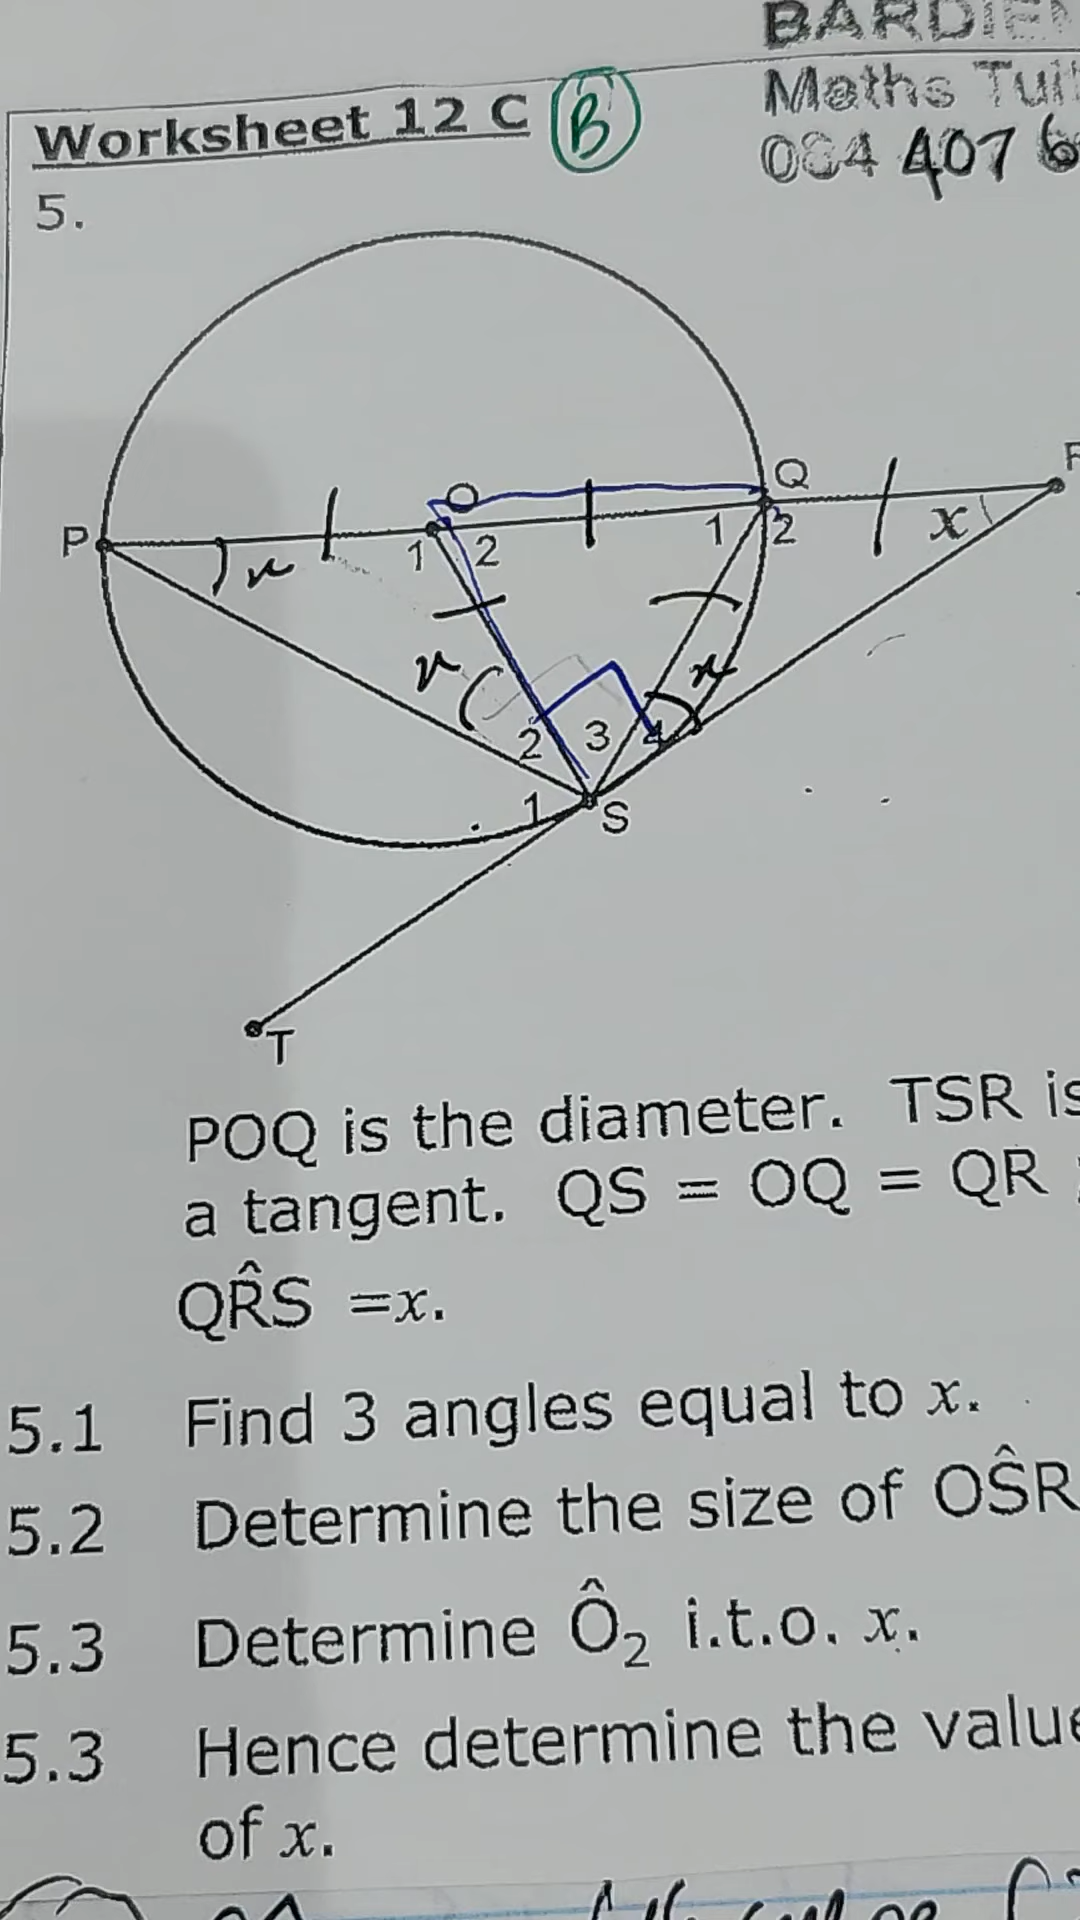 BARDIE
Maths Tui
084 407 6
Worksheet 12 C B
5.
P
O
Q
1 2 1 2
x
x
x
x
2 3 4
1 S
T
POQ is the diameter. TSR is
a tangent. QS = OQ = QR
QR̂S =x.
5.1 Find 3 angles equal to x.
5.2 Determine the size of OŜR
5.3 Determine Ô₂ i.t.o. x.
5.3 Hence determine the value
of x.